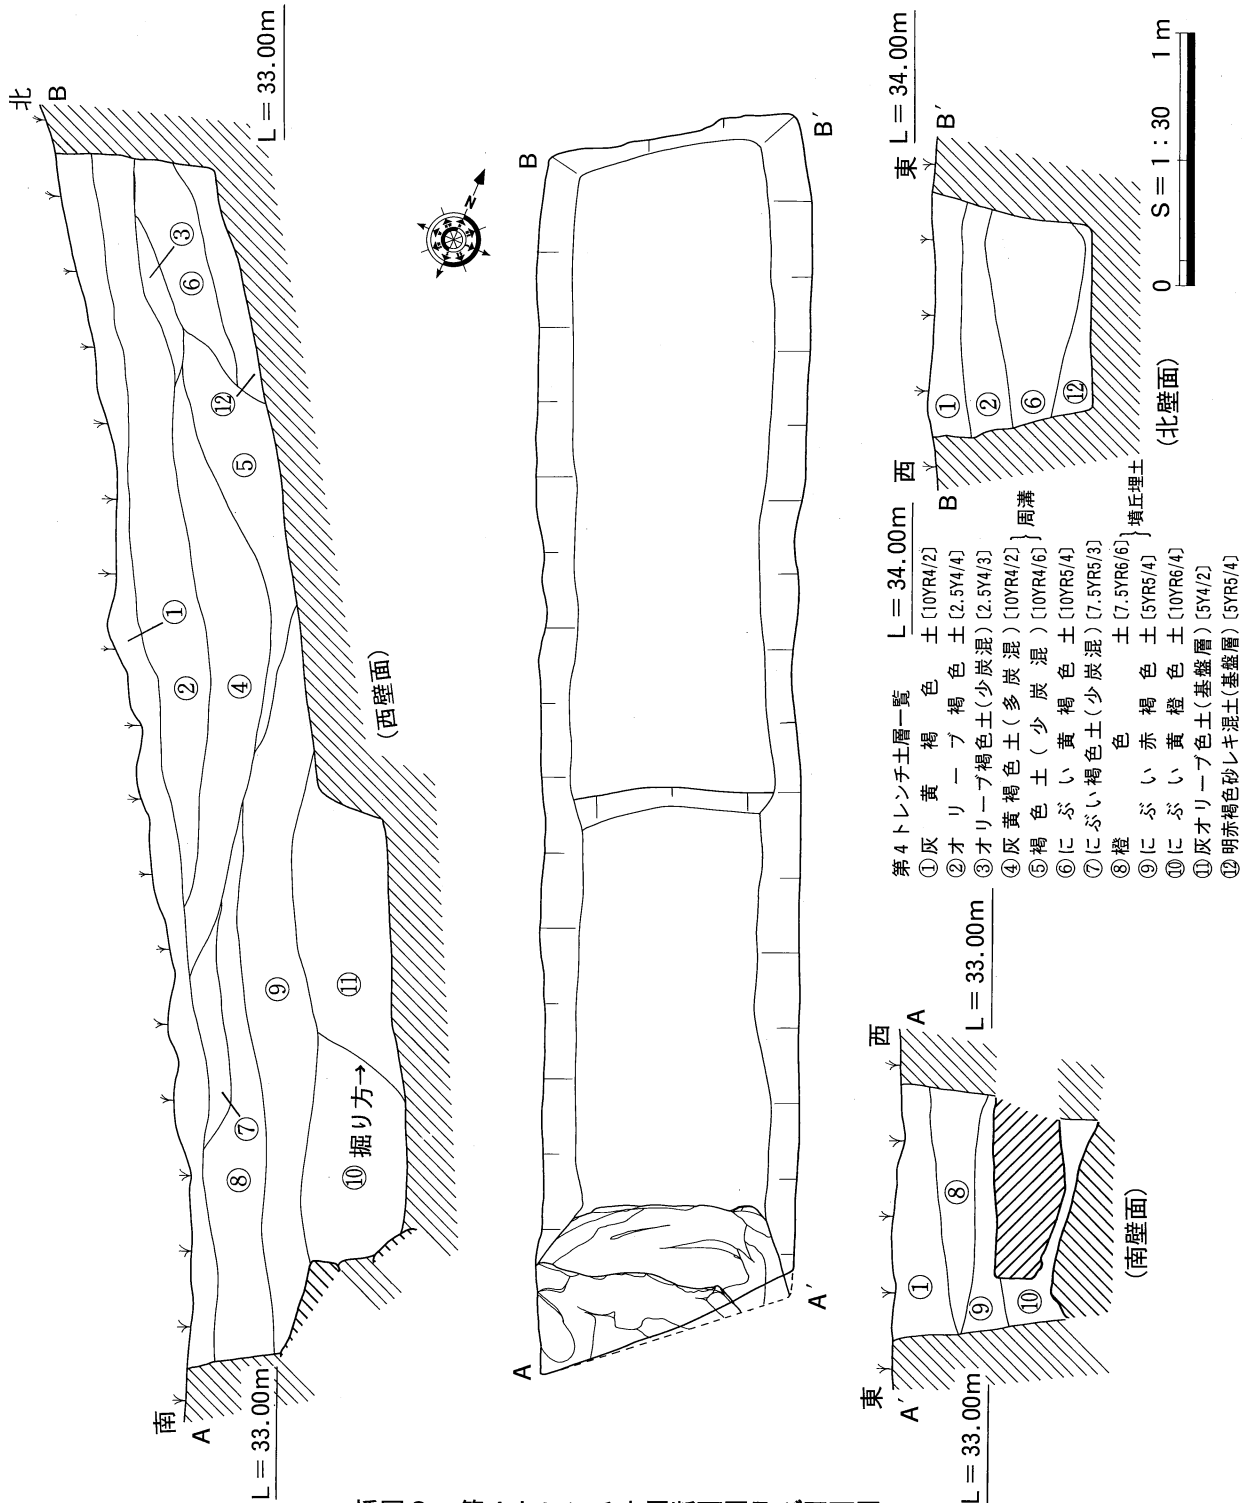 南
A
L＝33.00m
北
B
L＝33.00m
①
②
③
④
⑤
⑥
⑦
⑧
⑨
⑩掘り方→
⑪
⑫
(西壁面)
N
A
A′
B
B′
東
A′
L＝33.00m
西
A
L＝33.00m
①
⑧
⑨
⑩
(南壁面)
西
B
L＝34.00m
東
B′
L＝34.00m
①
②
⑥
⑫
(北壁面)
0 S＝1：30 1m
第4トレンチ土層一覧
①灰黄褐色土〔10YR4/2〕
②オリーブ褐色土〔2.5Y4/4〕
③オリーブ褐色土(少炭混)〔2.5Y4/3〕
④灰黄褐色土(多炭混)〔10YR4/2〕
⑤褐色土(少炭混)〔10YR4/6〕
}周溝
⑥にぶい黄褐色土〔10YR5/4〕
⑦にぶい褐色土(少炭混)〔7.5YR5/3〕
⑧橙色土〔7.5YR6/6〕
⑨にぶい赤褐色土〔5YR5/4〕
}墳丘埋土
⑩にぶい黄橙色土〔10YR6/4〕
⑪灰オリーブ色土(基盤層)〔5Y4/2〕
⑫明赤褐色砂レキ混土(基盤層)〔5YR5/4〕